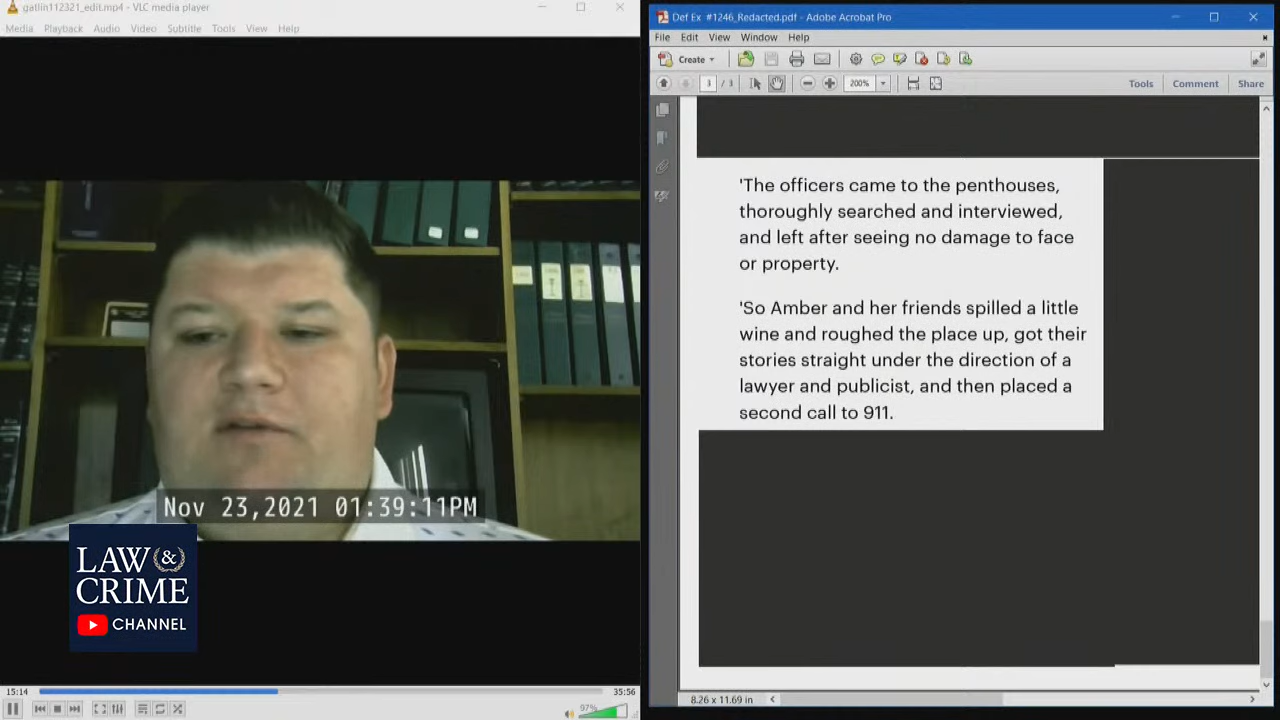 gatlin112321_edit.mp4 - VLC media player
Media Playback Audio Video Subtitle Tools View Help
Nov 23,2021 01:39:11PM
LAW &
CRIME
CHANNEL
15:14
35:56
97%
Def Ex #1246_Redacted.pdf - Adobe Acrobat Pro
File Edit View Window Help
Create
3 / 3
200%
Tools Comment Share
'The officers came to the penthouses,
thoroughly searched and interviewed,
and left after seeing no damage to face
or property.
'So Amber and her friends spilled a little
wine and roughed the place up, got their
stories straight under the direction of a
lawyer and publicist, and then placed a
second call to 911.
8.26 x 11.69 in